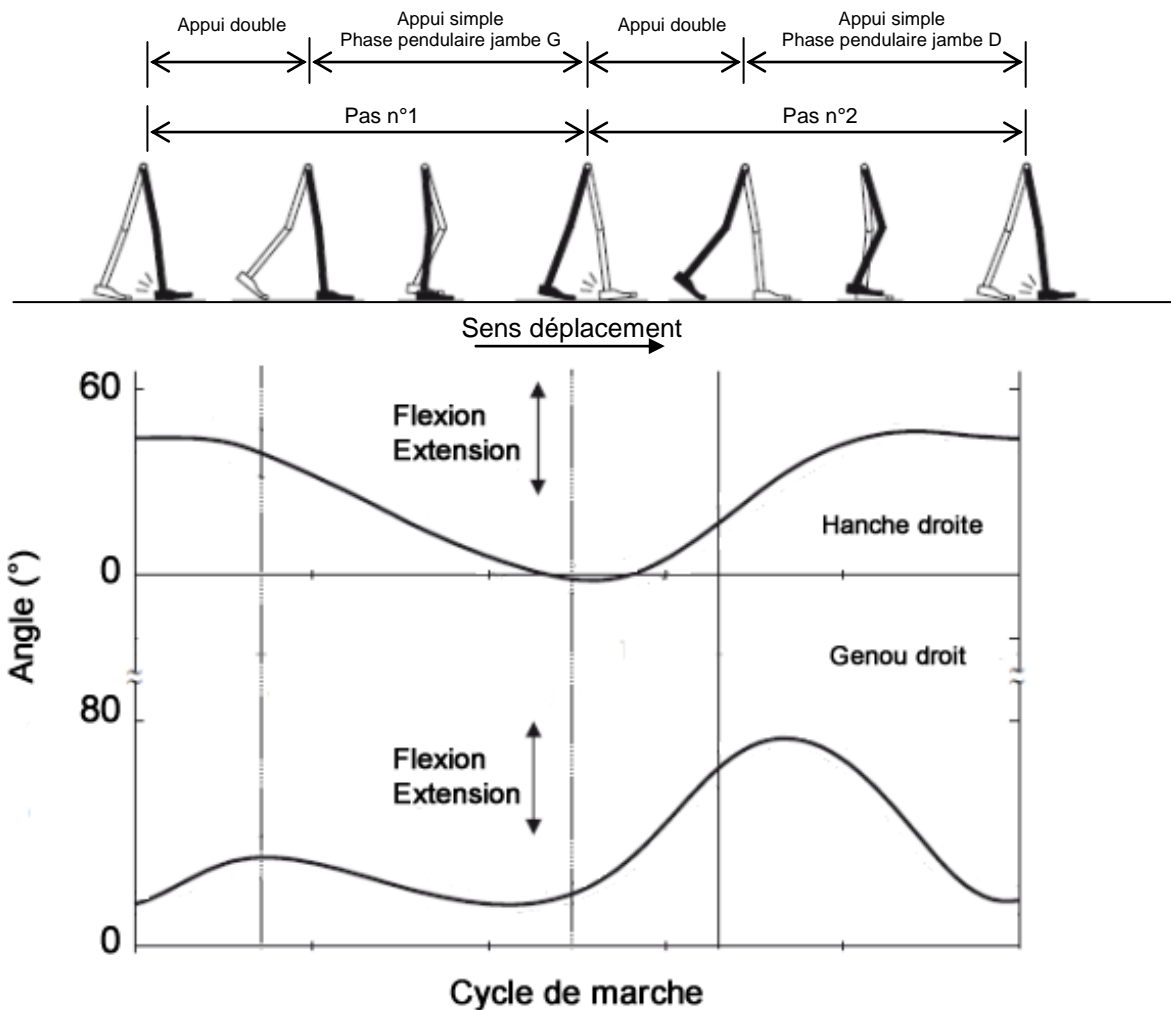 Appui double
Appui simple
Phase pendulaire jambe G
Appui double
Appui simple
Phase pendulaire jambe D
Pas n°1
Pas n°2
Sens déplacement
60
Flexion
Extension
Hanche droite
0
Angle (°)
Genou droit
80
Flexion
Extension
0
Cycle de marche